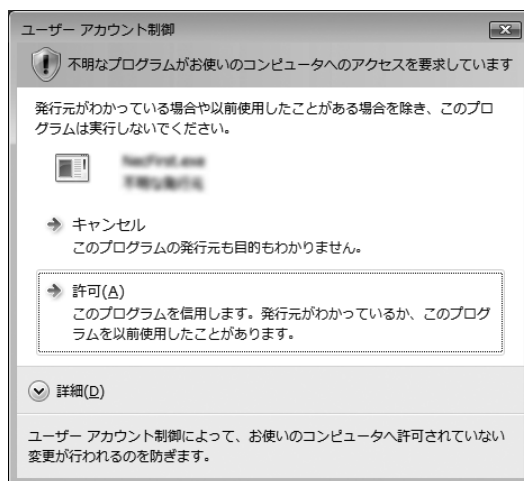 ユーザー アカウント制御
不明なプログラムがお使いのコンピュータへのアクセスを要求しています
発行元がわかっている場合や以前使用したことがある場合を除き、このプロ
グラムは実行しないでください。
キャンセル
このプログラムの発行元も目的もわかりません。
許可(A)
このプログラムを信用します。発行元がわかっているか、このプログ
ラムを以前使用したことがあります。
詳細(D)
ユーザー アカウント制御によって、お使いのコンピュータへ許可されていない
変更が行われるのを防ぎます。